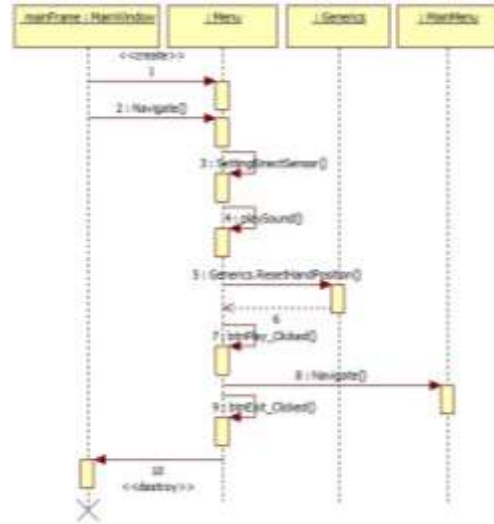 mainFrame : MainWindow
: Menu
: Generics
: MainMenu
<<create>>
1
2 : Navigate()
3 : SettingKinectSensor()
4 : playSound()
5 : Generics.ResetHandPosition()
6
7 : btnPlay_Clicked()
8 : Navigate()
9 : btnExit_Clicked()
10
<<destroy>>